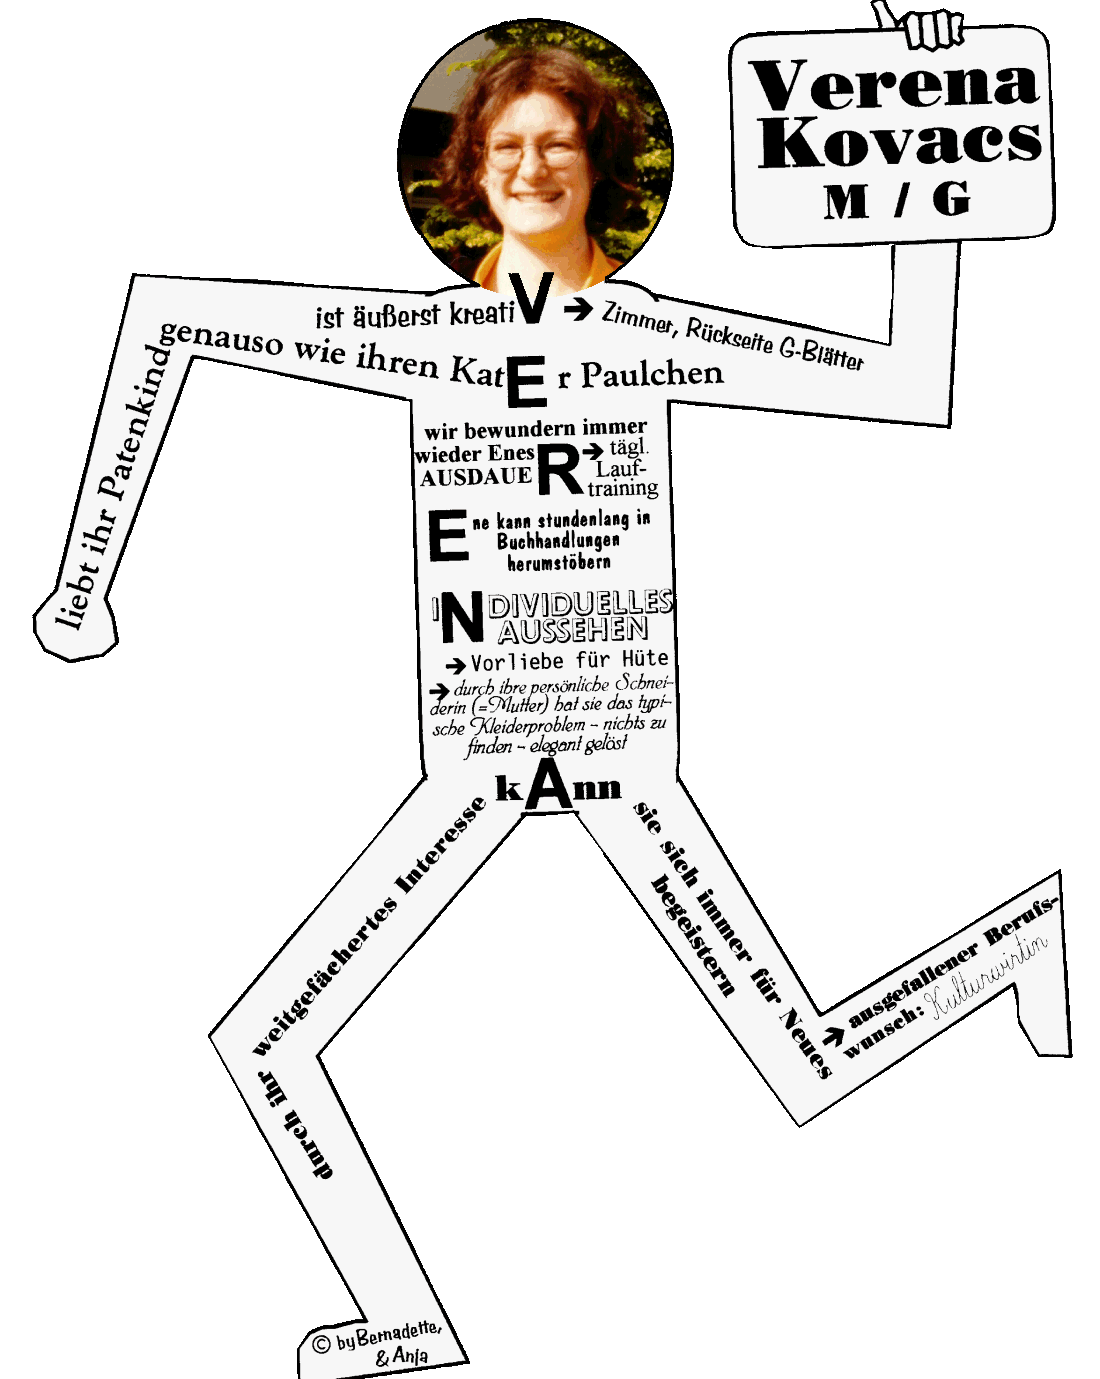 Verena
Kovacs
M / G
ist äußerst kreatiV ➔ Zimmer, Rückseite G-Blätter
liebt ihr Patenkind
genauso wie ihren KatEr Paulchen
wir bewundern immer
wieder Enes
AUSDAUER ➔ tägl.
Lauf-
training
Ene kann stundenlang in
Buchhandlungen
herumstöbern
INDIVIDUELLES
AUSSEHEN
➔ Vorliebe für Hüte
➔ durch ihre persönliche Schnei-
derin (=Mutter) hat sie das typi-
sche Kleiderproblem – nichts zu
finden – elegant gelöst
durch ihr
weitgefächertes Interesse
kAnn
sie sich immer für Neues
begeistern
➔ ausgefallener Berufs-
wunsch: Kulturwirtin
© by Bernadette,
& Anja